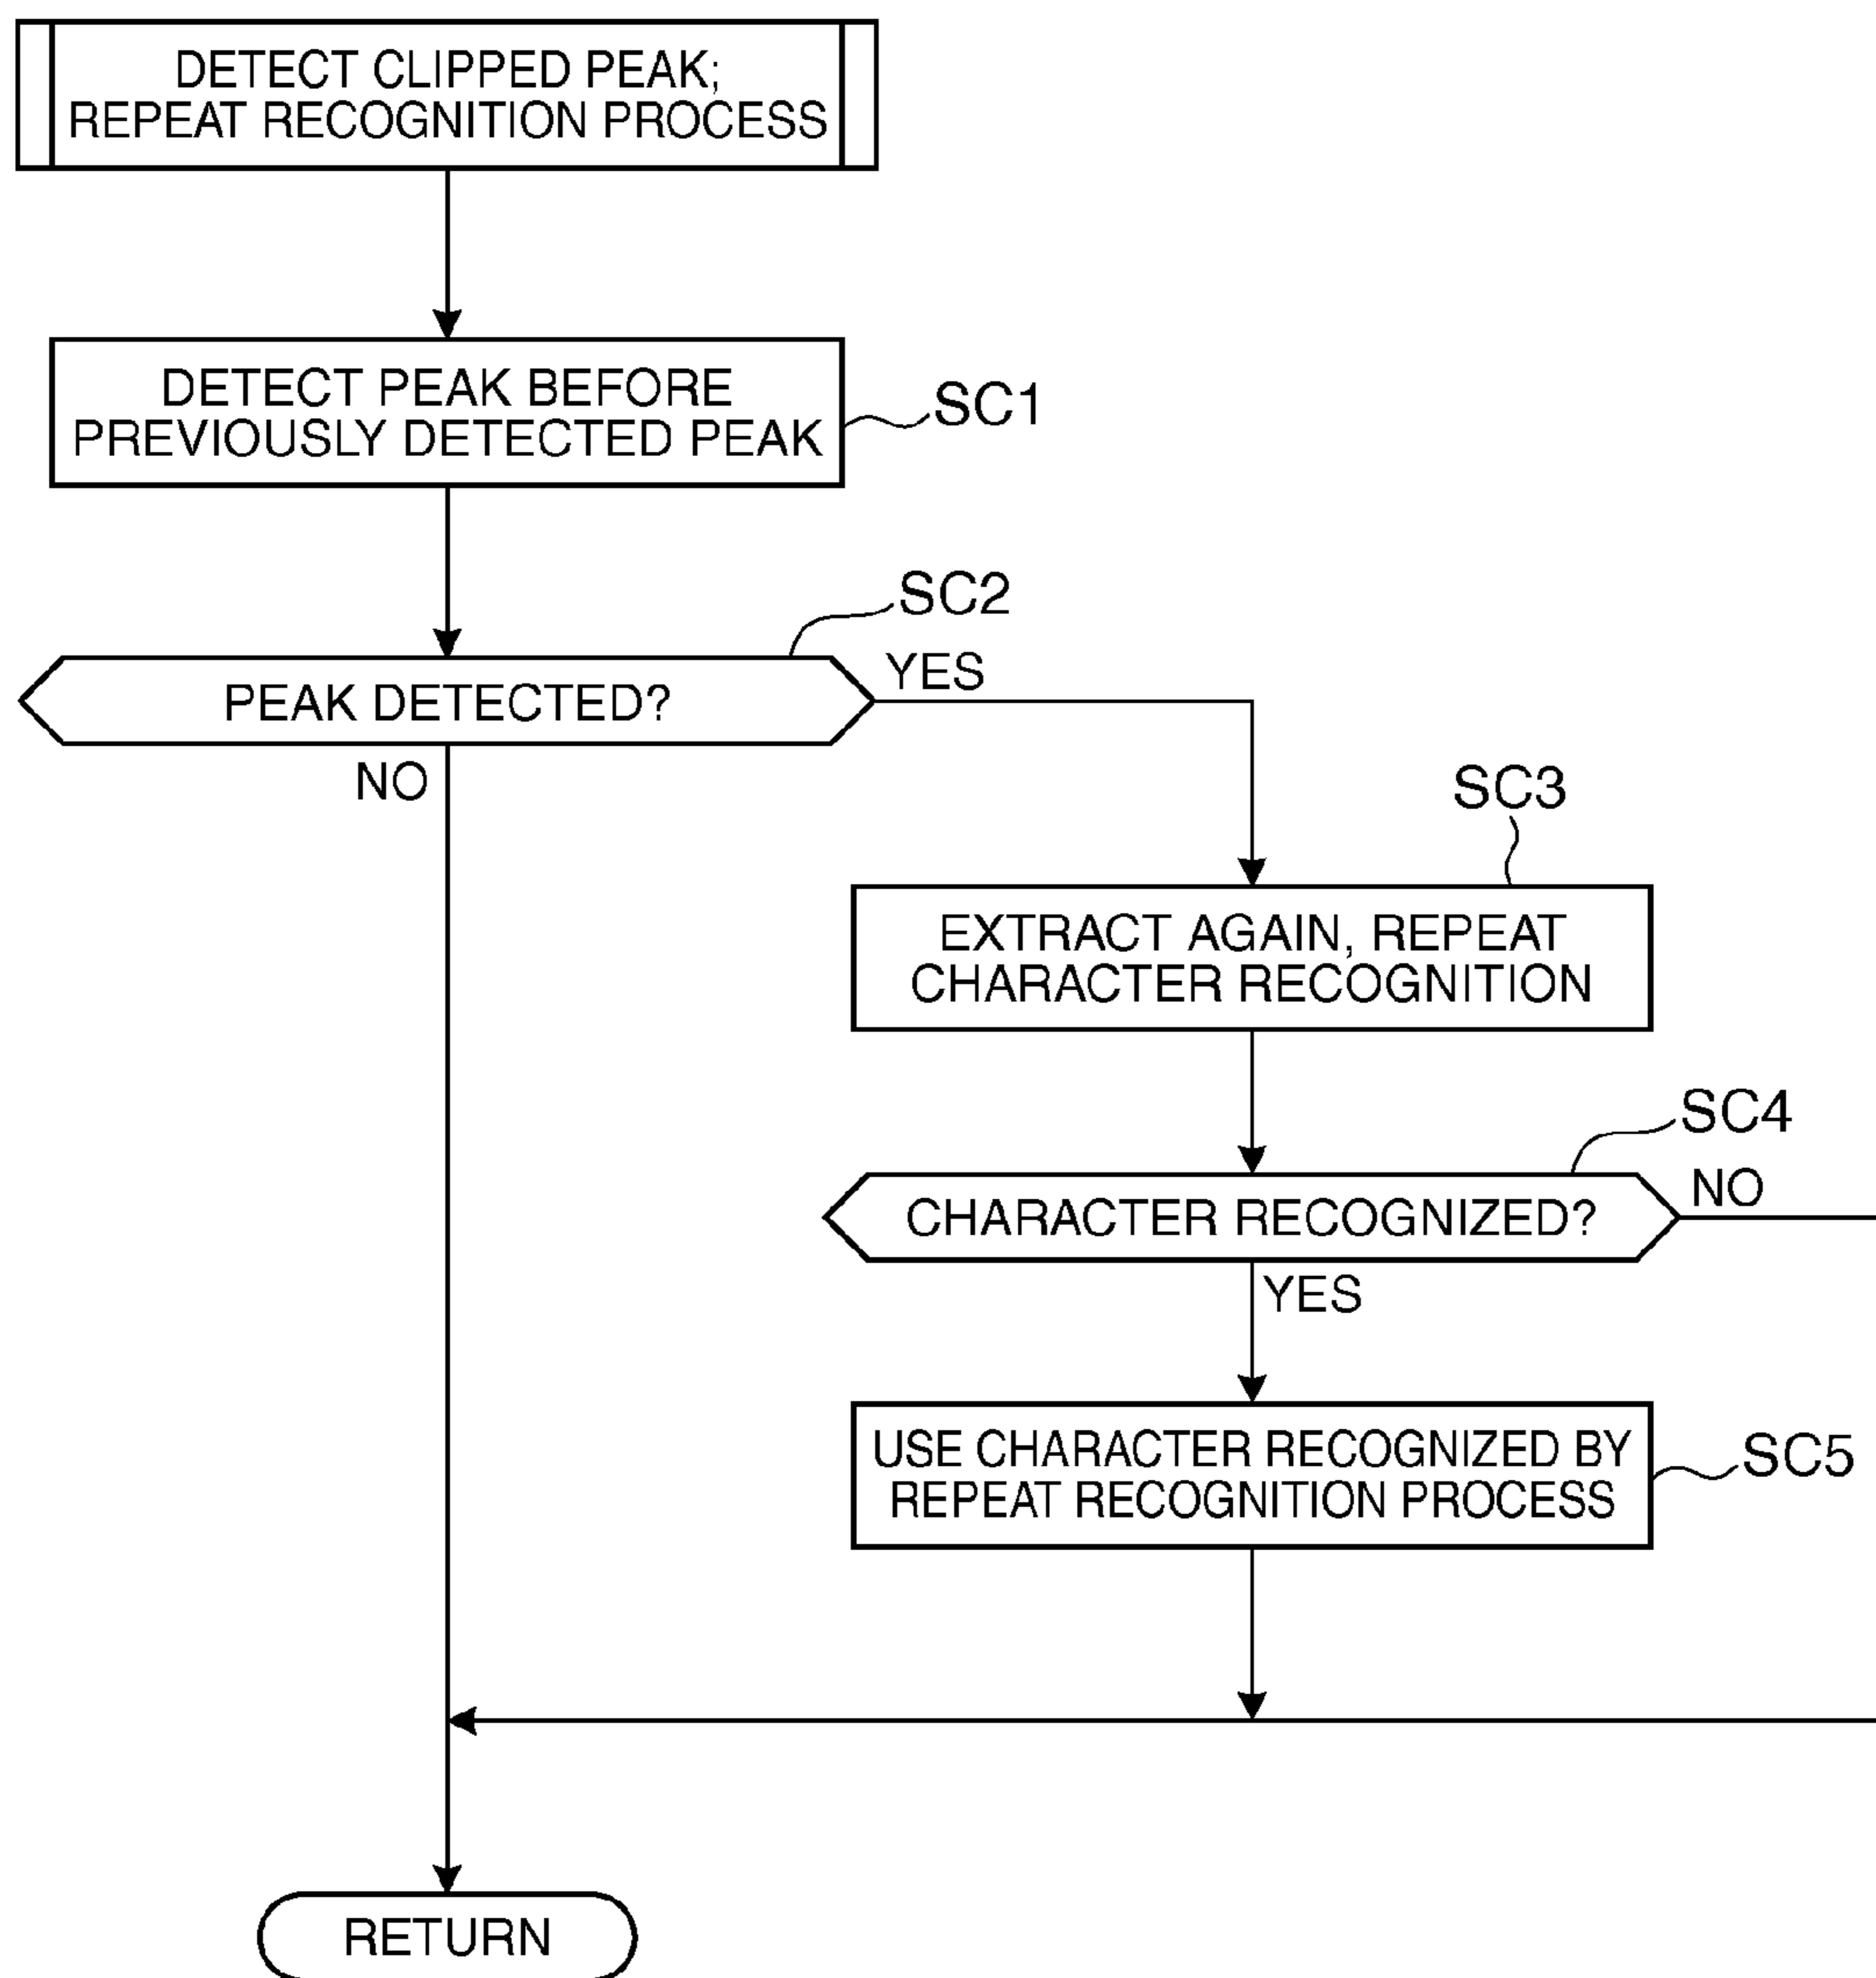 DETECT CLIPPED PEAK;
REPEAT RECOGNITION PROCESS
DETECT PEAK BEFORE
PREVIOUSLY DETECTED PEAK
SC1
SC2
PEAK DETECTED?
YES
NO
SC3
EXTRACT AGAIN, REPEAT
CHARACTER RECOGNITION
SC4
CHARACTER RECOGNIZED?
NO
YES
USE CHARACTER RECOGNIZED BY
REPEAT RECOGNITION PROCESS
SC5
RETURN